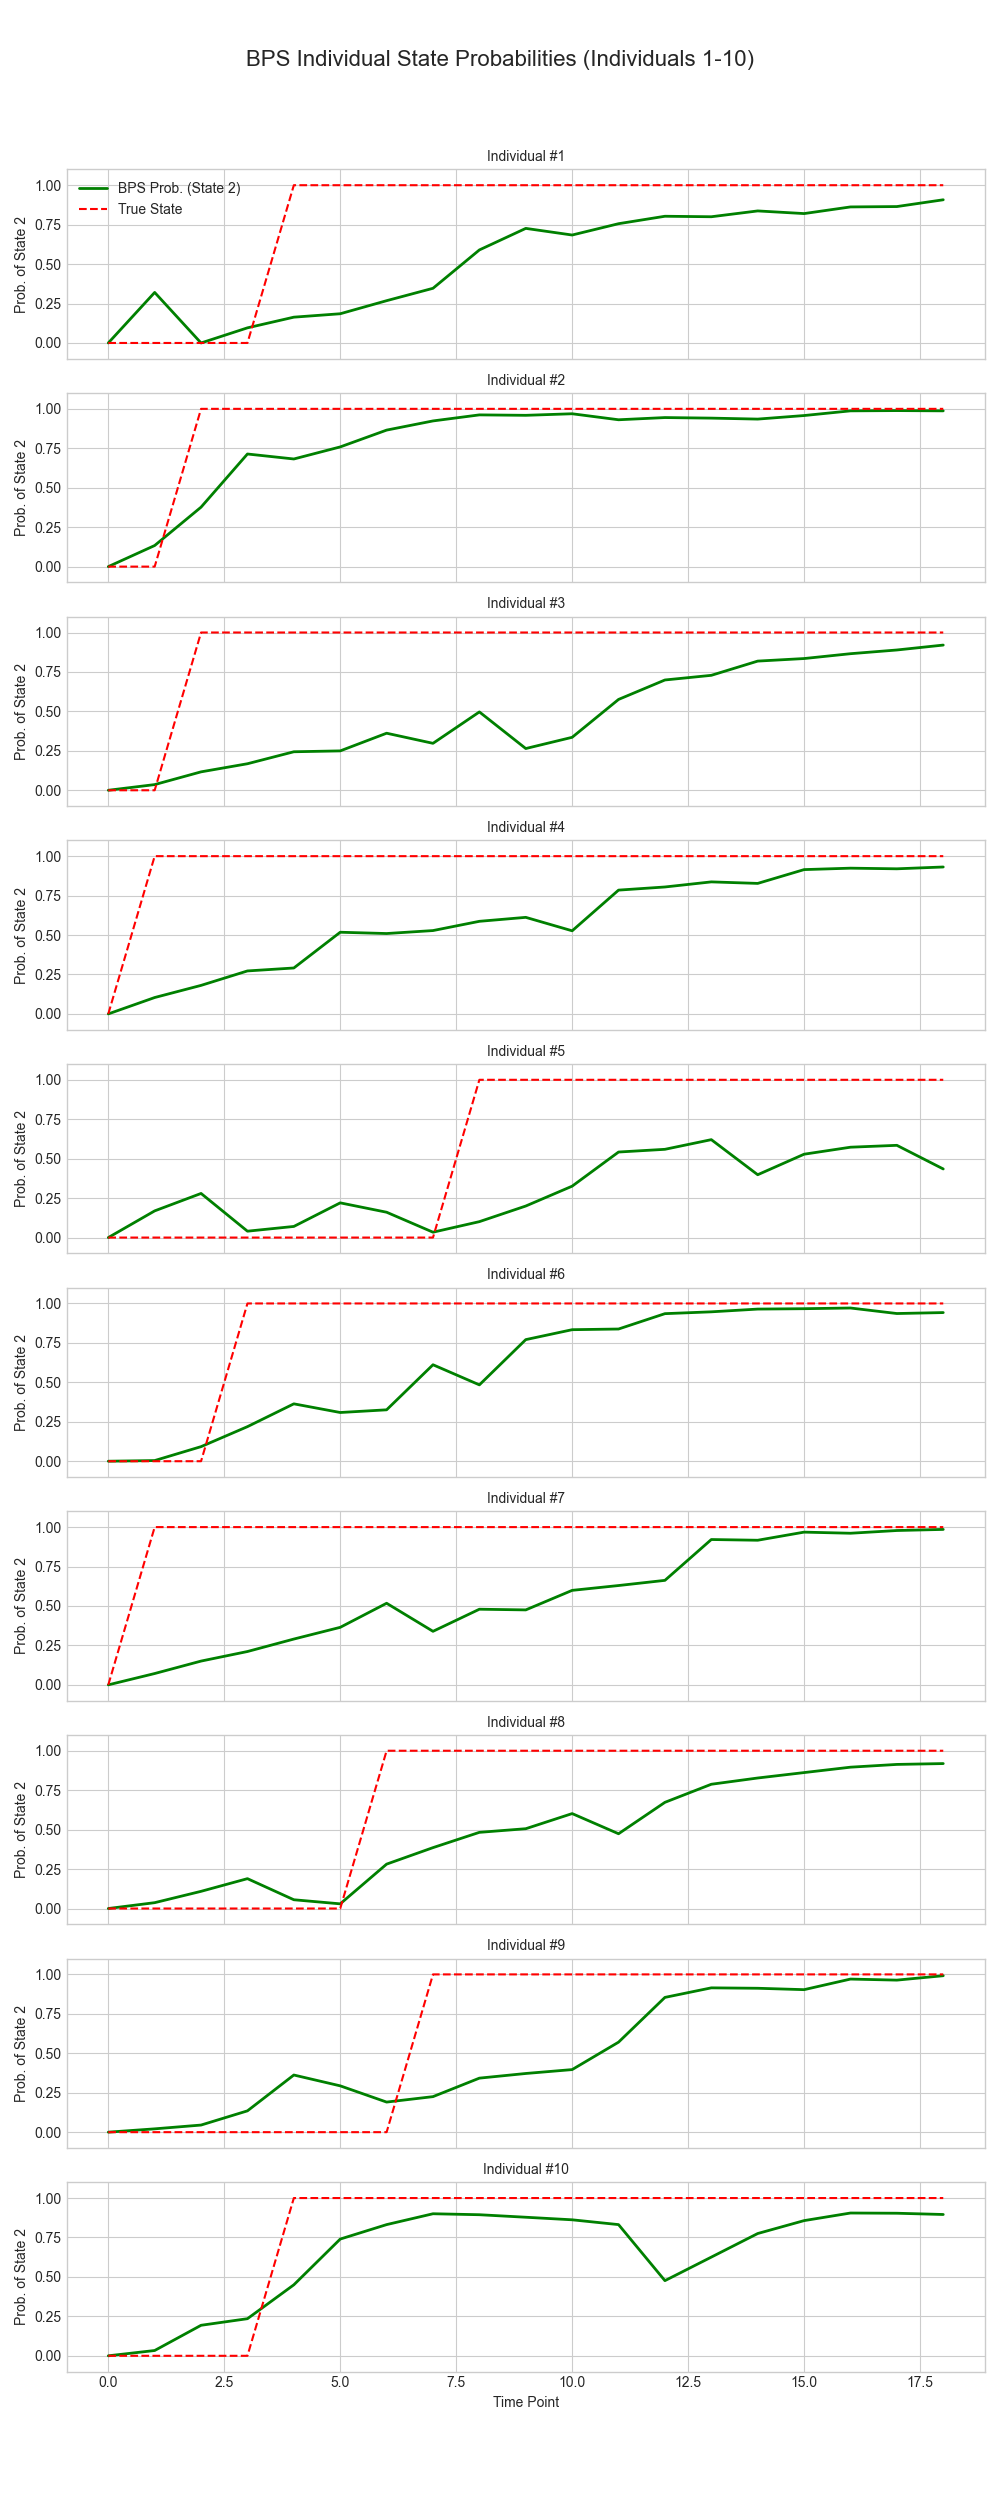 BPS Individual State Probabilities (Individuals 1-10)
Individual #1
1.00
0.75
0.50
0.25
0.00
Prob. of State 2
BPS Prob. (State 2)
True State
Individual #2
1.00
0.75
0.50
0.25
0.00
Prob. of State 2
Individual #3
1.00
0.75
0.50
0.25
0.00
Prob. of State 2
Individual #4
1.00
0.75
0.50
0.25
0.00
Prob. of State 2
Individual #5
1.00
0.75
0.50
0.25
0.00
Prob. of State 2
Individual #6
1.00
0.75
0.50
0.25
0.00
Prob. of State 2
Individual #7
1.00
0.75
0.50
0.25
0.00
Prob. of State 2
Individual #8
1.00
0.75
0.50
0.25
0.00
Prob. of State 2
Individual #9
1.00
0.75
0.50
0.25
0.00
Prob. of State 2
Individual #10
1.00
0.75
0.50
0.25
0.00
Prob. of State 2
0.0 2.5 5.0 7.5 10.0 12.5 15.0 17.5
Time Point